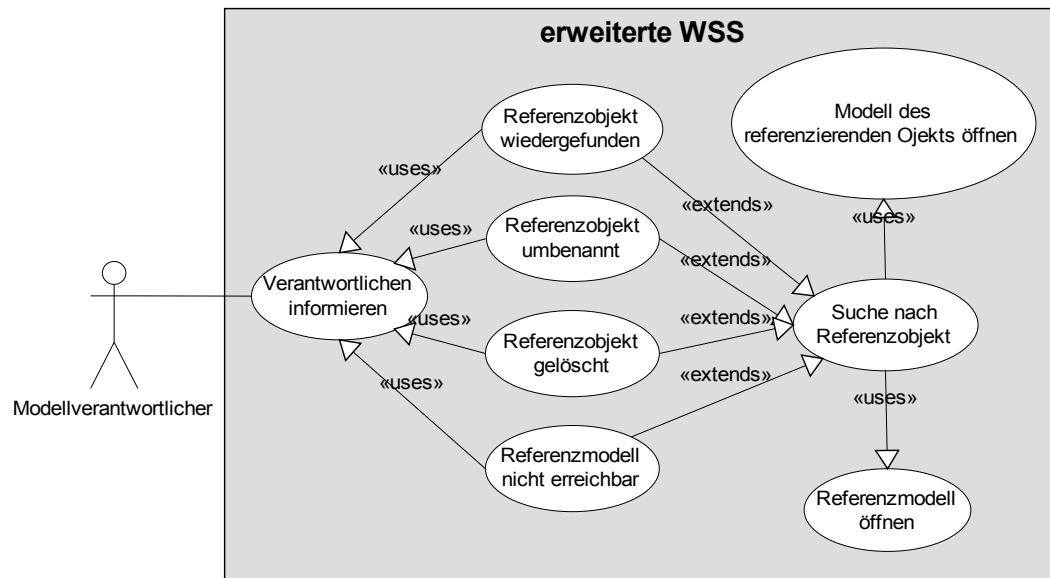 erweiterte WSS
Referenzobjekt
wiedergefunden
Modell des
referenzierenden Ojekts öffnen
«uses»
«extends»
«uses»
Referenzobjekt
umbenannt
«uses»
«extends»
Verantwortlichen
informieren
Suche nach
Referenzobjekt
«uses»
«extends»
Referenzobjekt
gelöscht
«uses»
«extends»
Modellverantwortlicher
«uses»
Referenzmodell
nicht erreichbar
Referenzmodell
öffnen